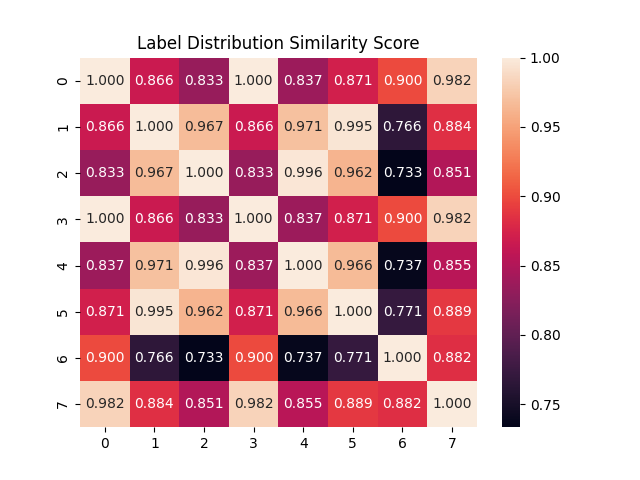 Label Distribution Similarity Score
0 1.000 0.866 0.833 1.000 0.837 0.871 0.900 0.982
1 0.866 1.000 0.967 0.866 0.971 0.995 0.766 0.884
2 0.833 0.967 1.000 0.833 0.996 0.962 0.733 0.851
3 1.000 0.866 0.833 1.000 0.837 0.871 0.900 0.982
4 0.837 0.971 0.996 0.837 1.000 0.966 0.737 0.855
5 0.871 0.995 0.962 0.871 0.966 1.000 0.771 0.889
6 0.900 0.766 0.733 0.900 0.737 0.771 1.000 0.882
7 0.982 0.884 0.851 0.982 0.855 0.889 0.882 1.000
0 1 2 3 4 5 6 7
1.00
0.95
0.90
0.85
0.80
0.75